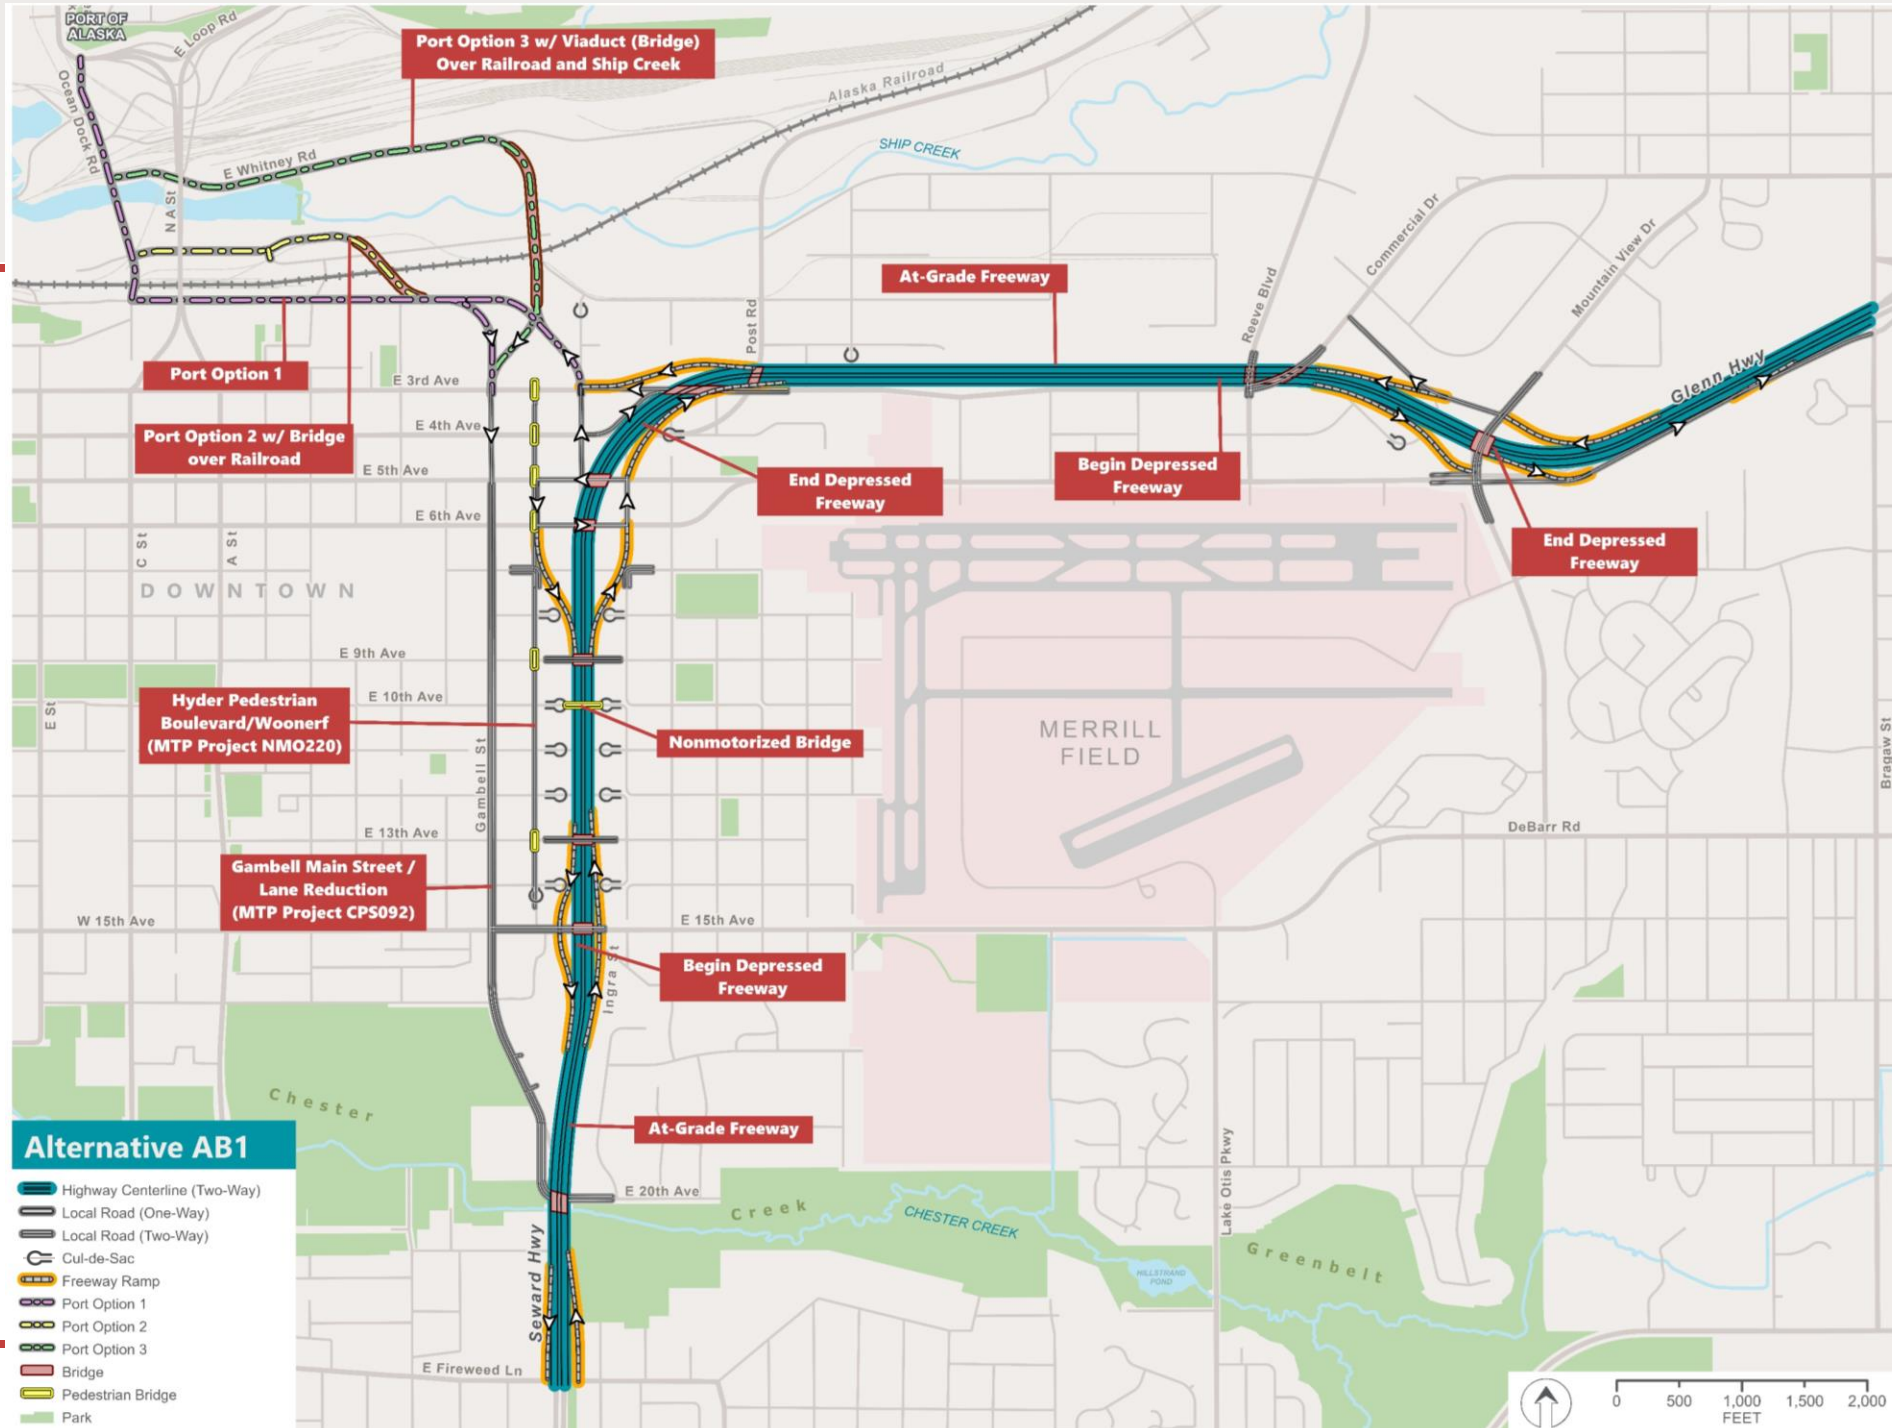 PORT OF
ALASKA
E Loop Rd
Ocean Dock Rd
Port Option 3 w/ Viaduct (Bridge)
Over Railroad and Ship Creek
Alaska Railroad
SHIP CREEK
E Whitney Rd
N A St
Commercial Dr
Mountain View Dr
At-Grade Freeway
Reeve Blvd
Post Rd
Glenn Hwy
Port Option 1
E 3rd Ave
Port Option 2 w/ Bridge
over Railroad
E 4th Ave
E 5th Ave
E 6th Ave
End Depressed
Freeway
Begin Depressed
Freeway
End Depressed
Freeway
C St
A St
DOWNTOWN
E 9th Ave
E 10th Ave
E St
Hyder Pedestrian
Boulevard/Woonerf
(MTP Project NMO220)
Nonmotorized Bridge
MERRILL
FIELD
Bragaw St
Gambell St
E 13th Ave
DeBarr Rd
Gambell Main Street /
Lane Reduction
(MTP Project CPS092)
W 15th Ave
E 15th Ave
Begin Depressed
Freeway
Ingra St
Chester
At-Grade Freeway
E 20th Ave
Creek
CHESTER CREEK
Lake Otis Pkwy
Greenbelt
HILLSTRAND
POND
Seward Hwy
E Fireweed Ln
Alternative AB1
Highway Centerline (Two-Way)
Local Road (One-Way)
Local Road (Two-Way)
Cul-de-Sac
Freeway Ramp
Port Option 1
Port Option 2
Port Option 3
Bridge
Pedestrian Bridge
Park
0 500 1,000 1,500 2,000
FEET